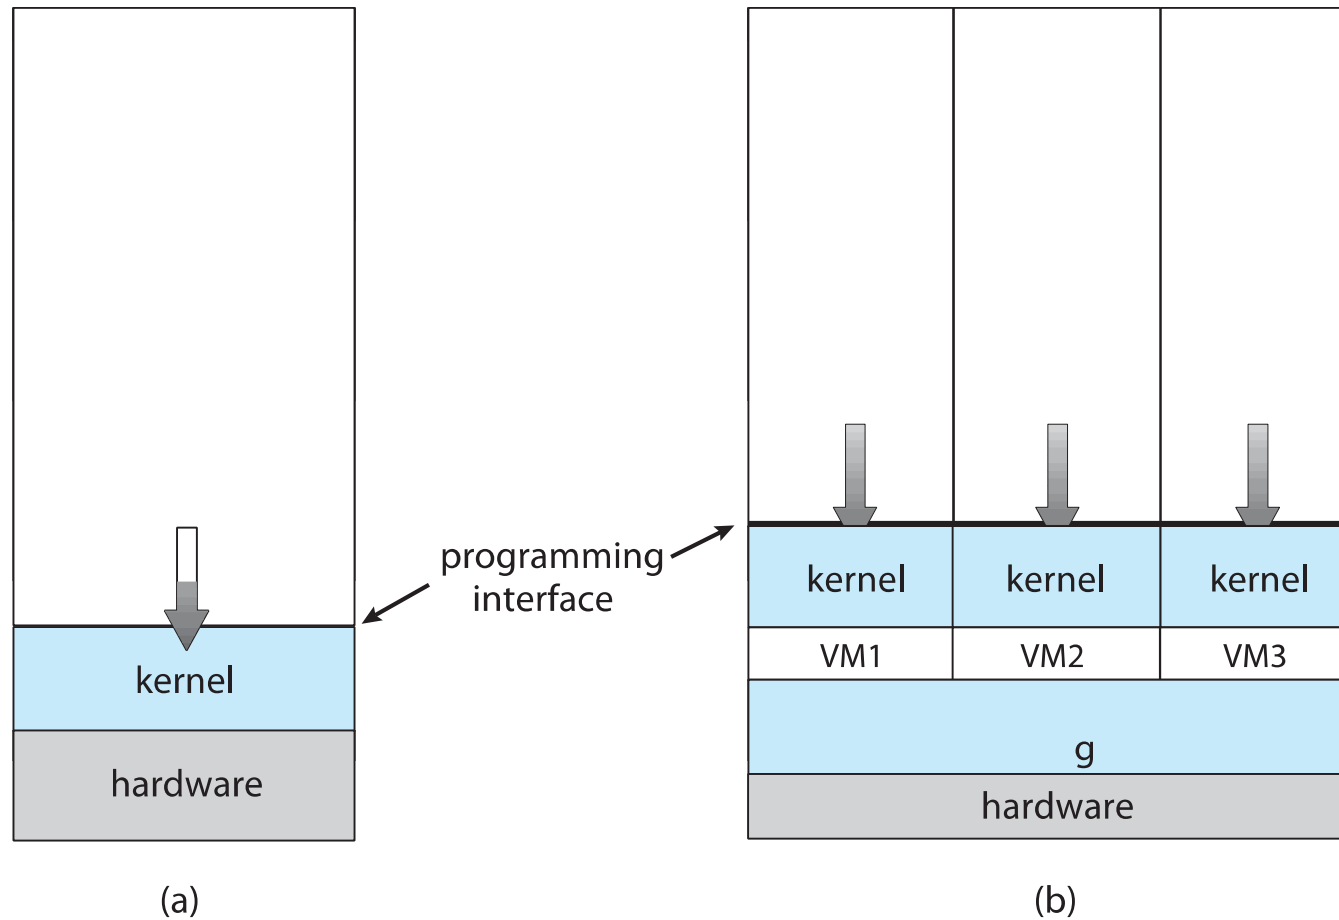 programming
interface
kernel
hardware
(a)
kernel
kernel
kernel
VM1
VM2
VM3
g
hardware
(b)